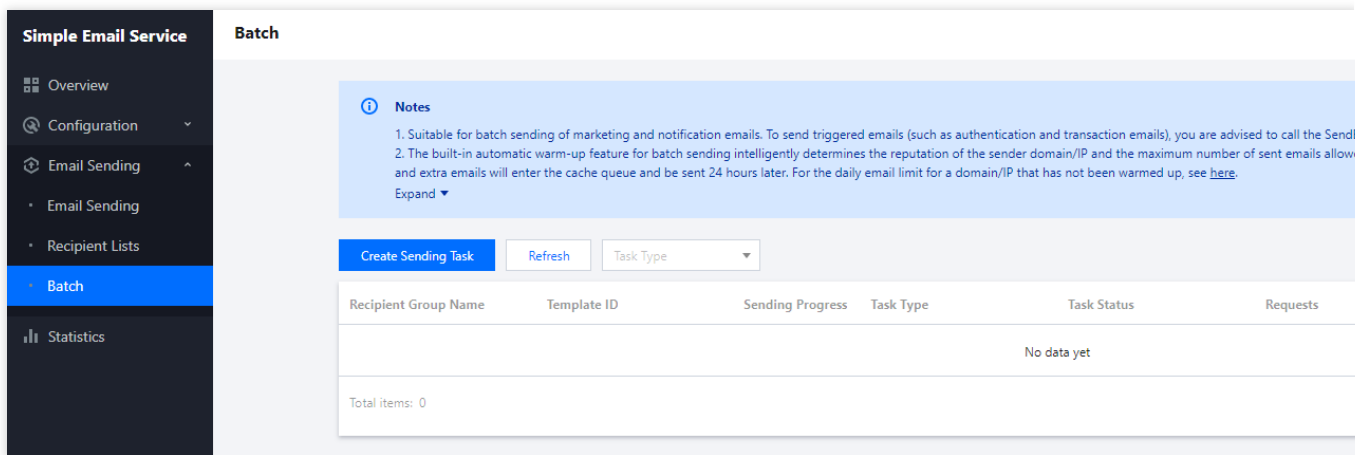 Simple Email Service
Batch
Overview
Configuration
Email Sending
Email Sending
Recipient Lists
Batch
Statistics
Notes
1. Suitable for batch sending of marketing and notification emails. To send triggered emails (such as authentication and transaction emails), you are advised to call the
2. The built-in automatic warm-up feature for batch sending intelligently determines the reputation of the sender domain/IP and the maximum number of sent emails
and extra emails will enter the cache queue and be sent 24 hours later. For the daily email limit for a domain/IP that has not been warmed up, see here.
Expand
Create Sending Task Refresh Task Type
Recipient Group Name Template ID Sending Progress Task Type Task Status Requests
No data yet
Total items: 0